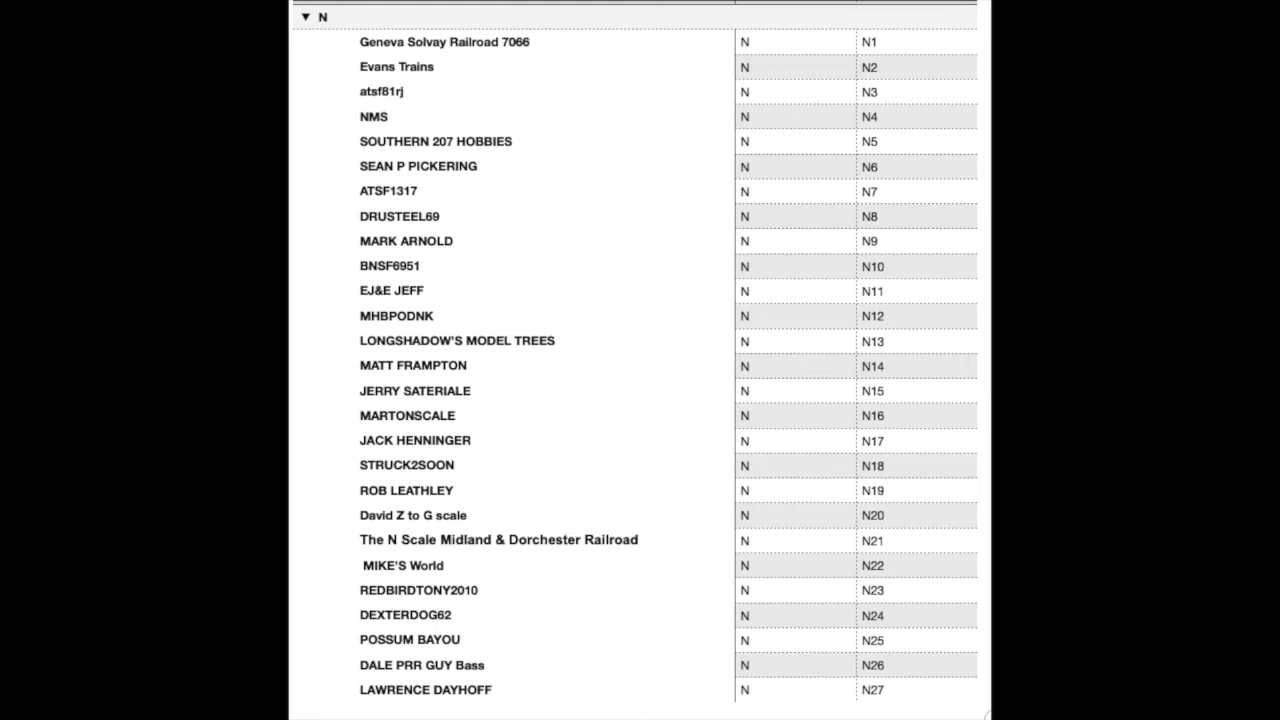 ▼ N
Geneva Solvay Railroad 7066 N N1
Evans Trains N N2
atsf81rj N N3
NMS N N4
SOUTHERN 207 HOBBIES N N5
SEAN P PICKERING N N6
ATSF1317 N N7
DRUSTEEL69 N N8
MARK ARNOLD N N9
BNSF6951 N N10
EJ&E JEFF N N11
MHBPODNK N N12
LONGSHADOW'S MODEL TREES N N13
MATT FRAMPTON N N14
JERRY SATERIALE N N15
MARTONSCALE N N16
JACK HENNINGER N N17
STRUCK2SOON N N18
ROB LEATHLEY N N19
David Z to G scale N N20
The N Scale Midland & Dorchester Railroad N N21
MIKE'S World N N22
REDBIRDTONY2010 N N23
DEXTERDOG62 N N24
POSSUM BAYOU N N25
DALE PRR GUY Bass N N26
LAWRENCE DAYHOFF N N27